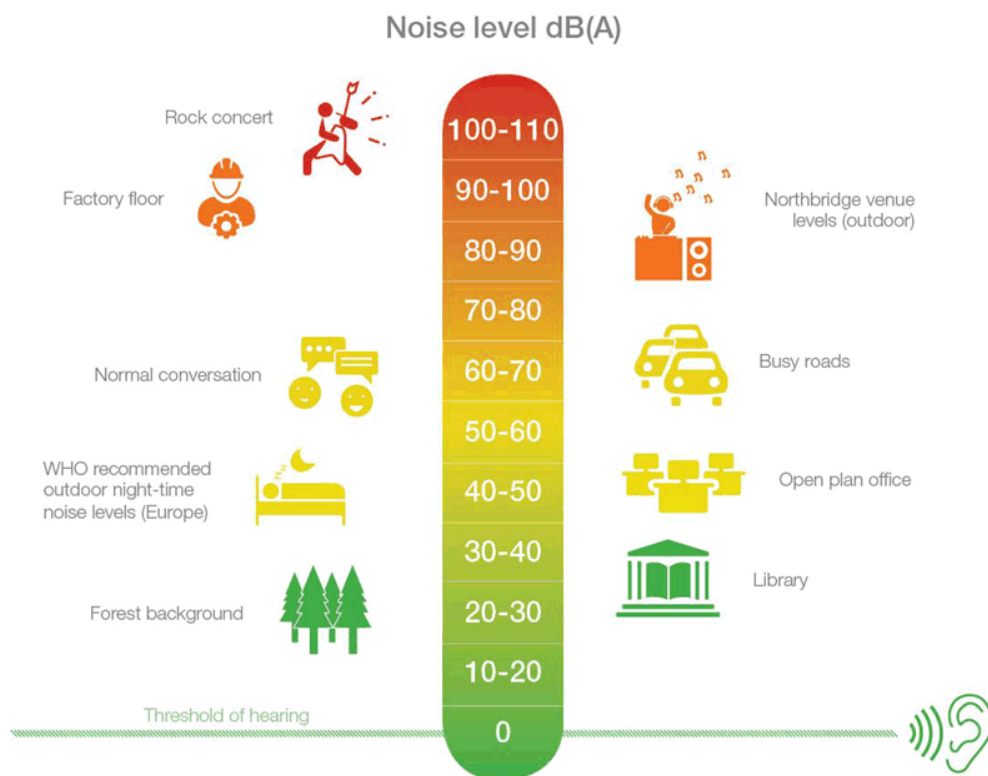 Noise level dB(A)
Rock concert
100-110
Factory floor
90-100
Northbridge venue
levels (outdoor)
80-90
70-80
Normal conversation
60-70
Busy roads
50-60
WHO recommended
outdoor night-time
noise levels (Europe)
40-50
Open plan office
30-40
Library
Forest background
20-30
10-20
Threshold of hearing
0